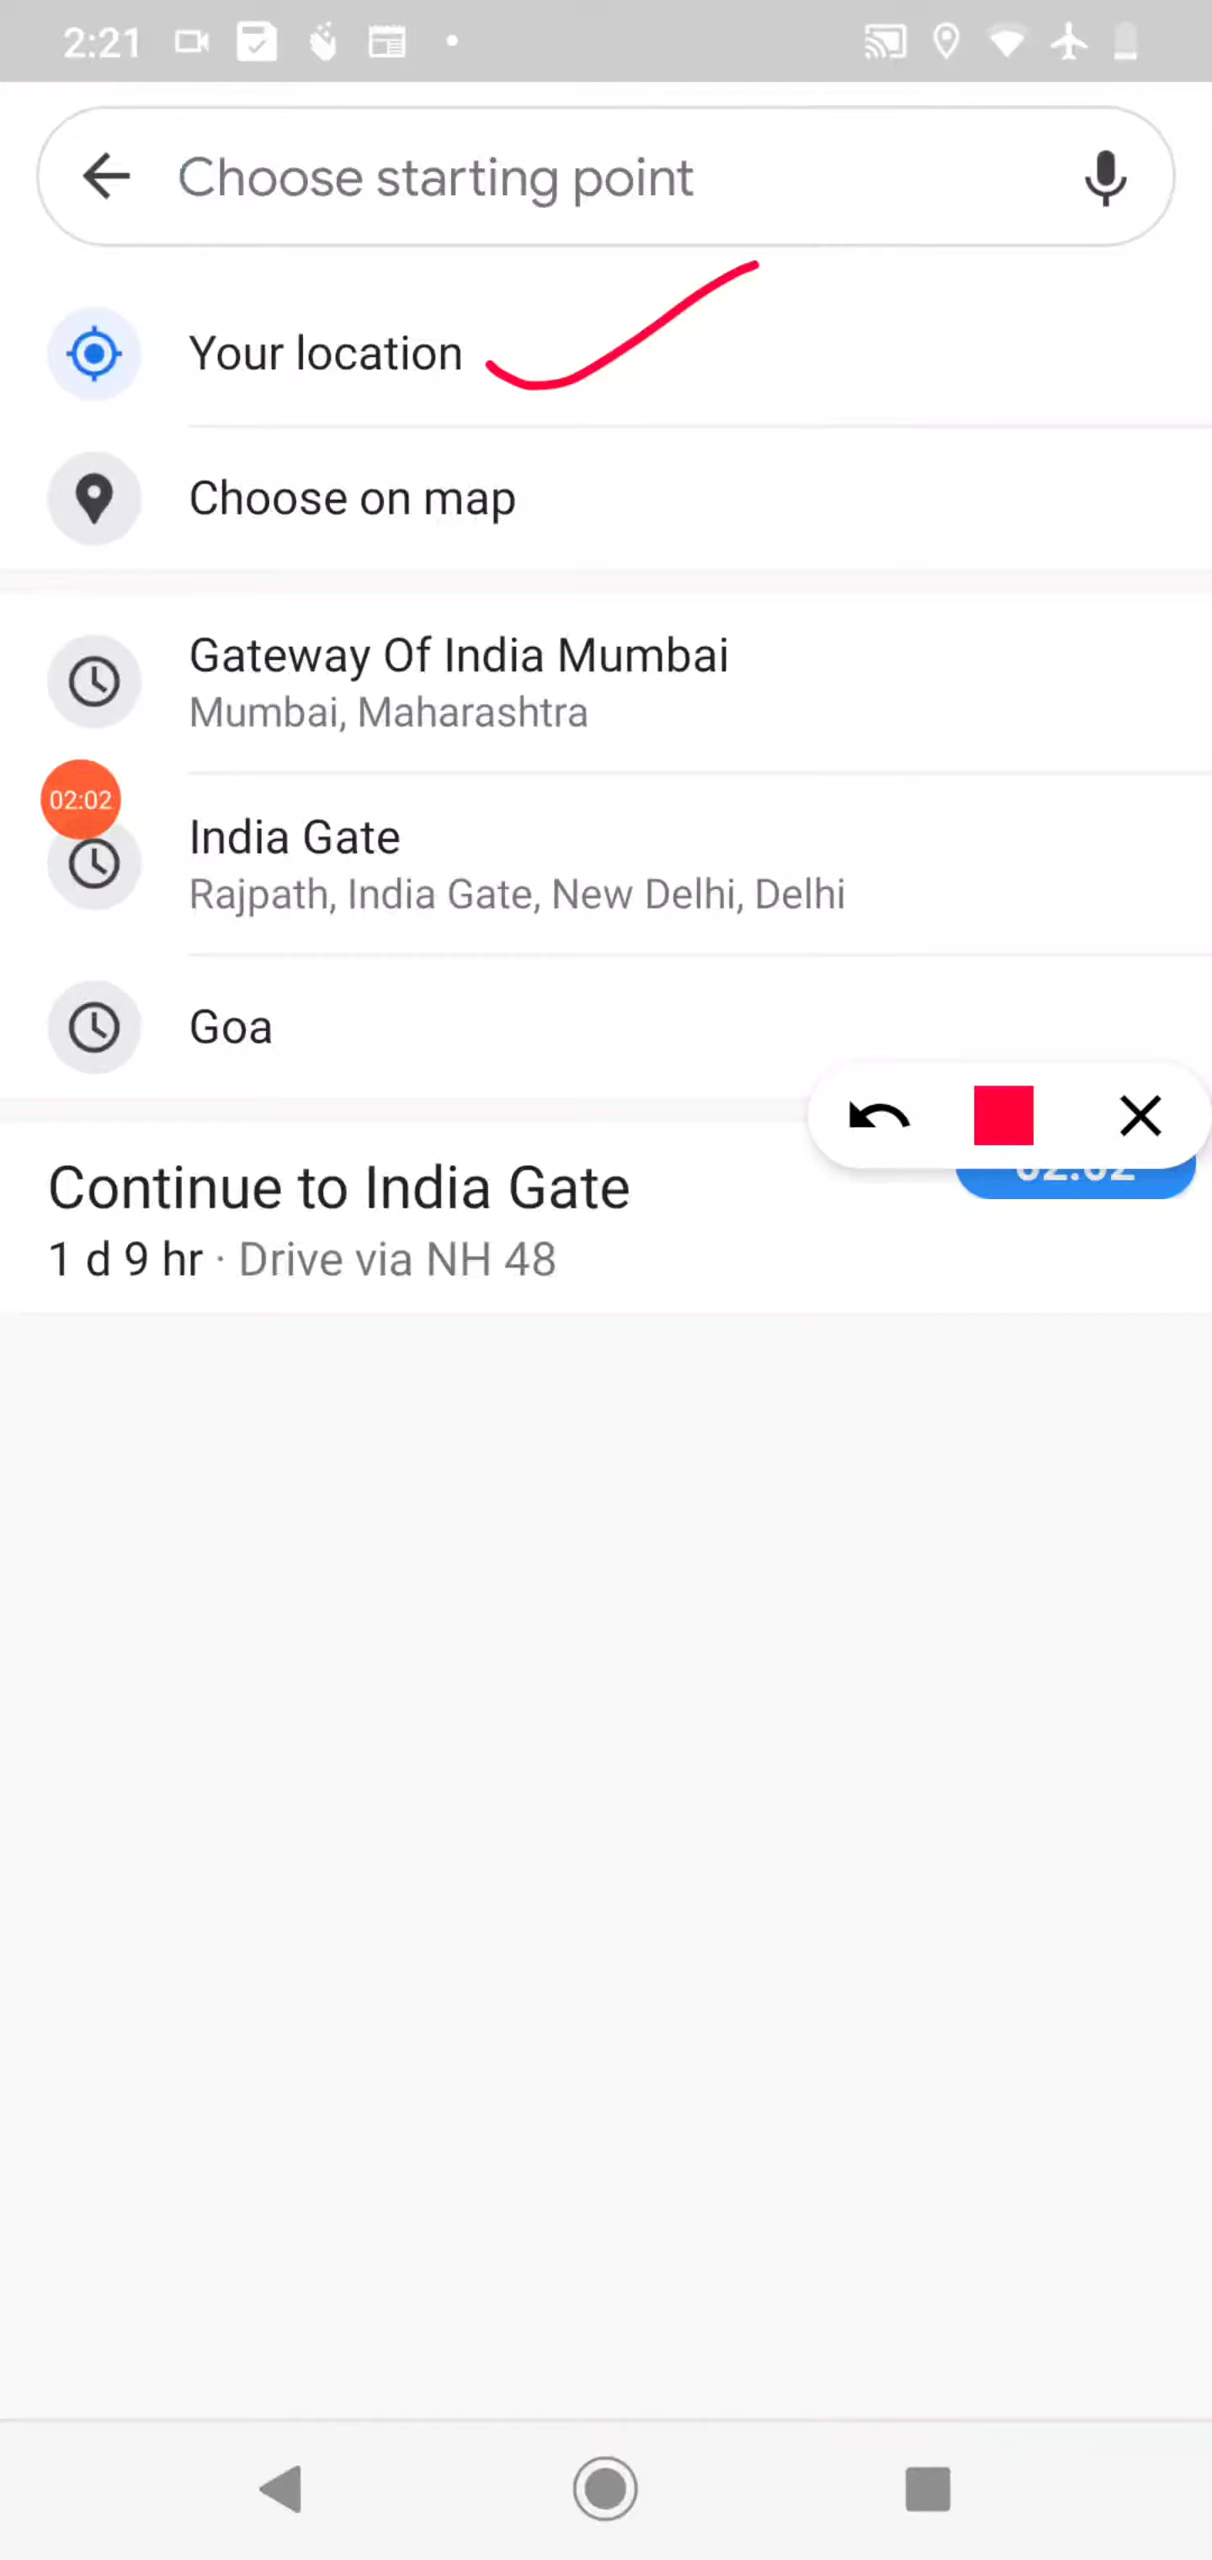 2:21
Choose starting point
Your location
Choose on map
Gateway Of India Mumbai
Mumbai, Maharashtra
02:02
India Gate
Rajpath, India Gate, New Delhi, Delhi
Goa
Continue to India Gate
02:02
1 d 9 hr · Drive via NH 48